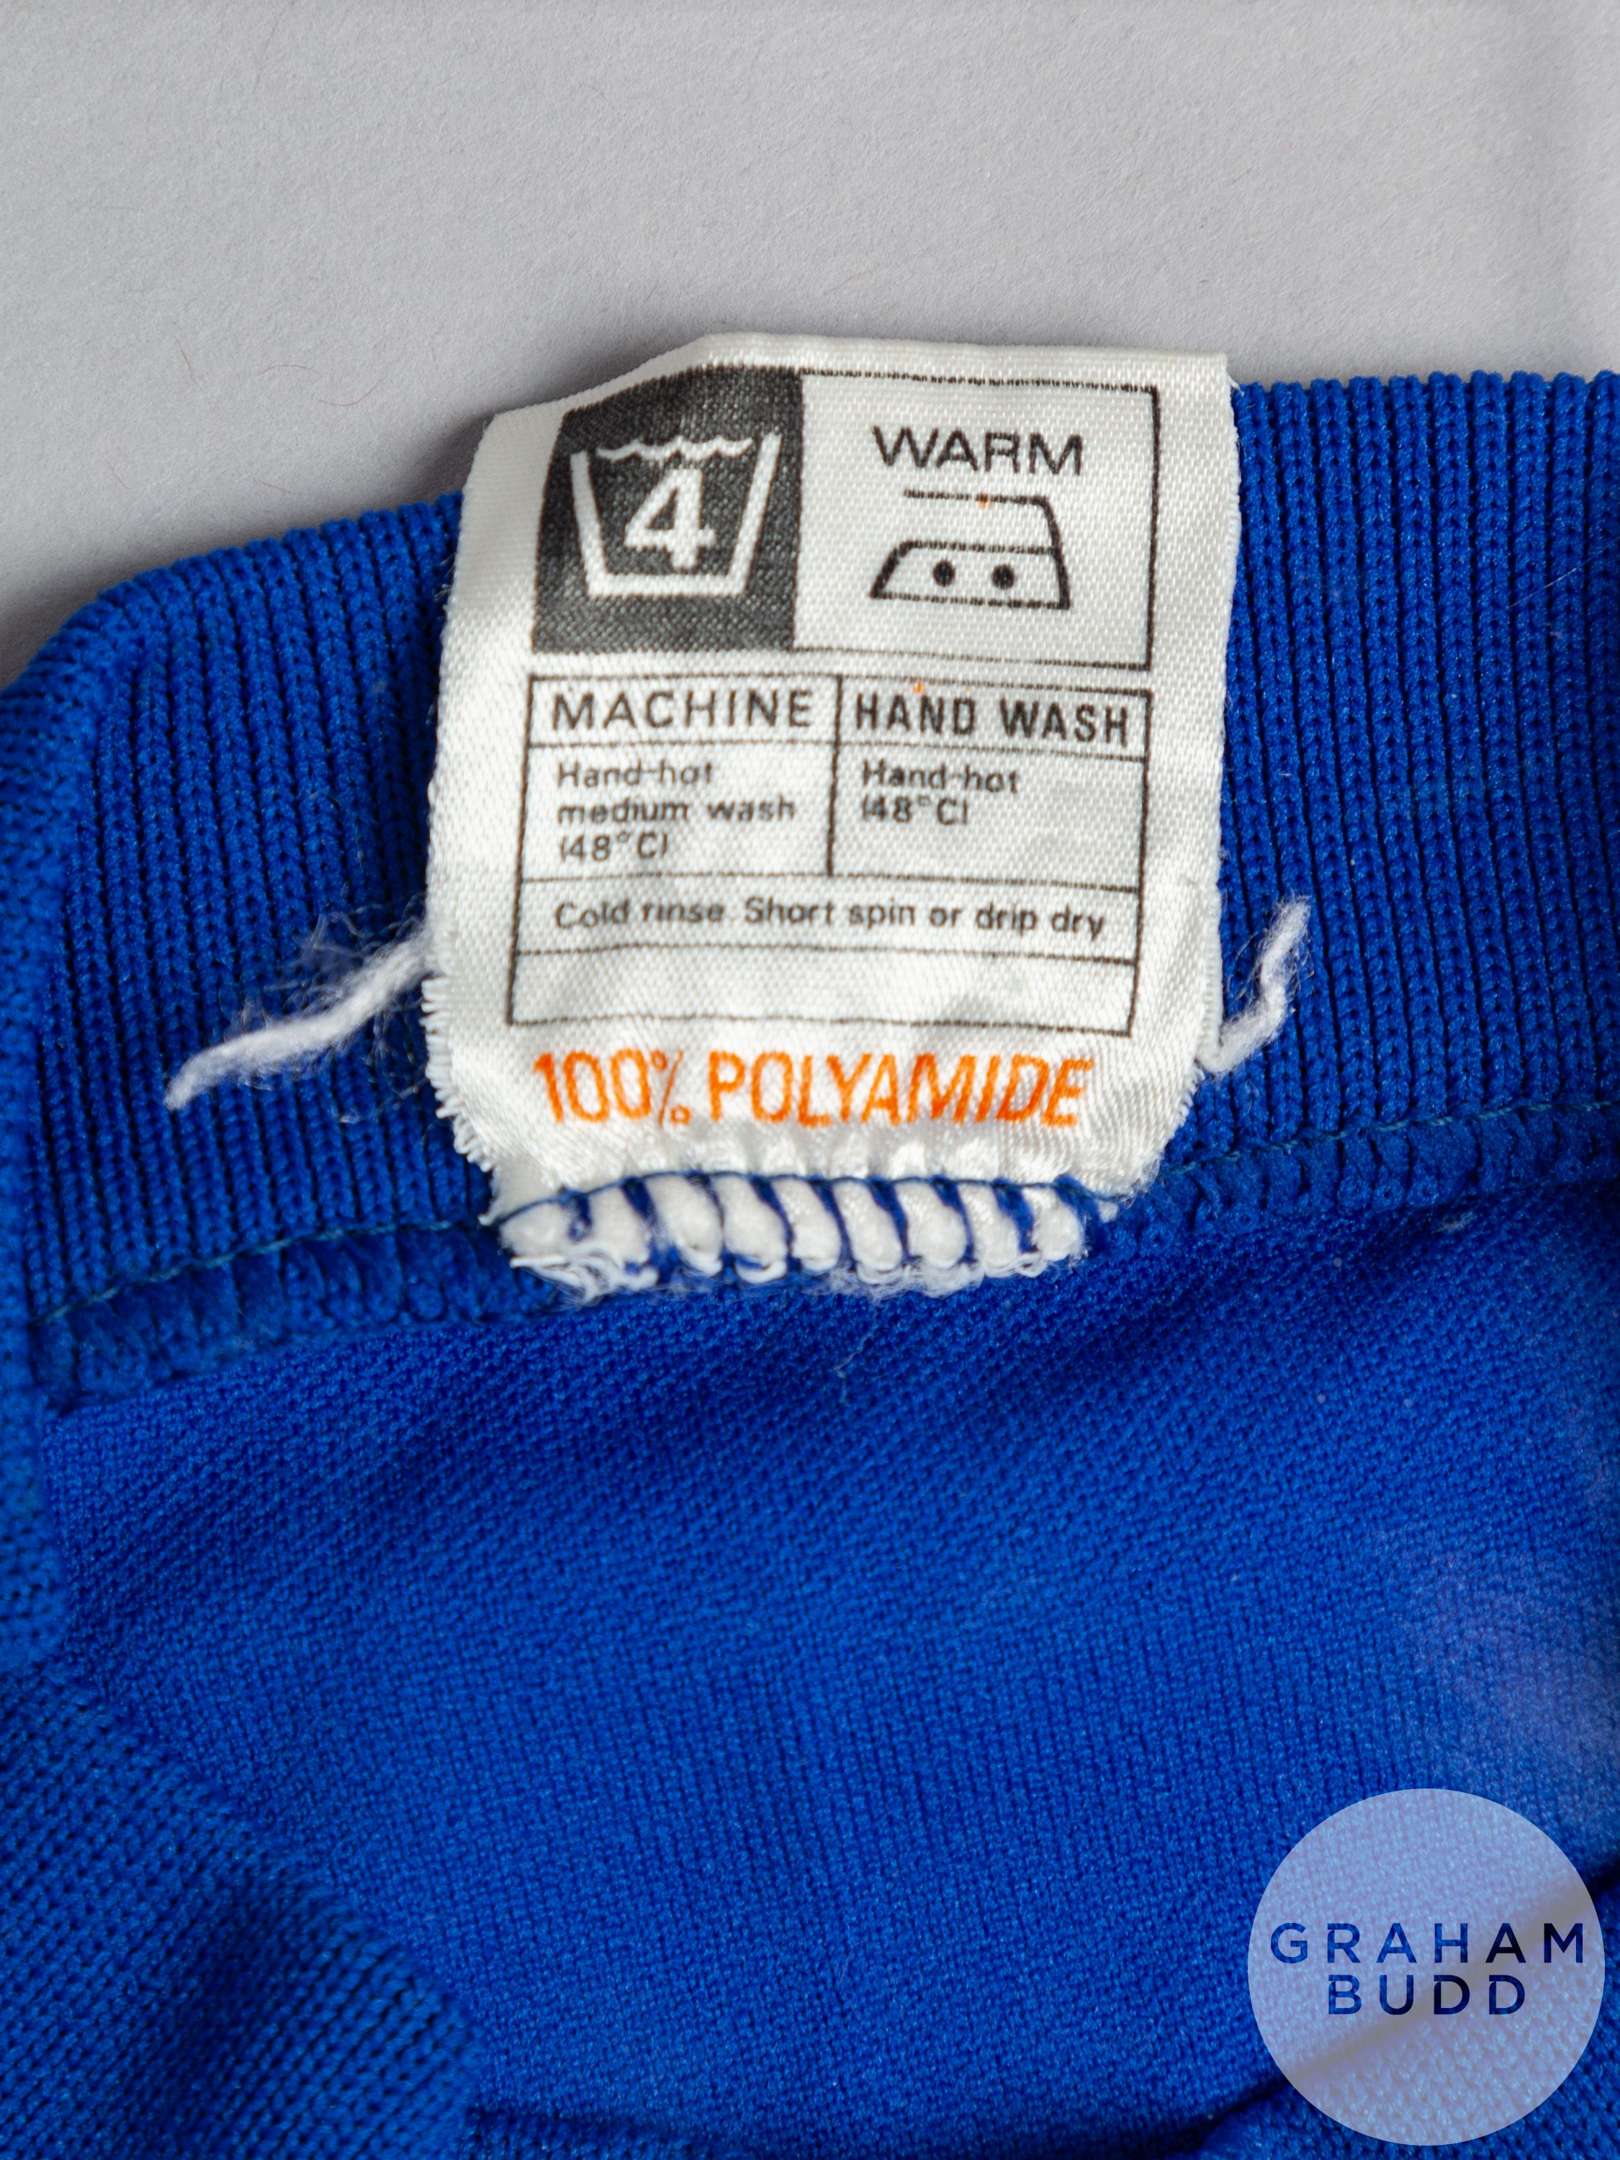 4
WARM
MACHINE
HAND WASH
Hand-hot
medium wash
(48°C)
Hand-hot
(48°C)
Cold rinse. Short spin or drip dry
100% POLYAMIDE
GRAHAM
BUDD